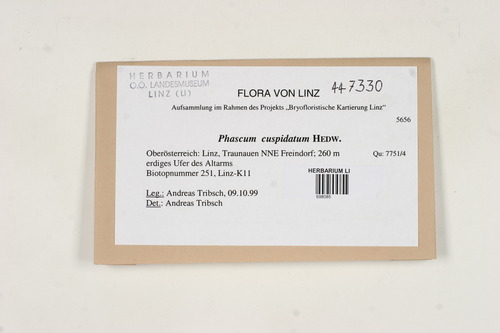 HERBARIUM
O.Ö. LANDESMUSEUM
LINZ (U)
FLORA VON LINZ
447330
Aufsammlung im Rahmen des Projekts „Bryofloristische Kartierung Linz“
5656
Phascum cuspidatum HEDW.
Oberösterreich: Linz, Traunauen NNE Freindorf; 260 m
Qu: 7751/4
erdiges Ufer des Altarms
Biotopnummer 251, Linz-K11
HERBARIUM LI
Leg.: Andreas Tribsch, 09.10.99
Det.: Andreas Tribsch